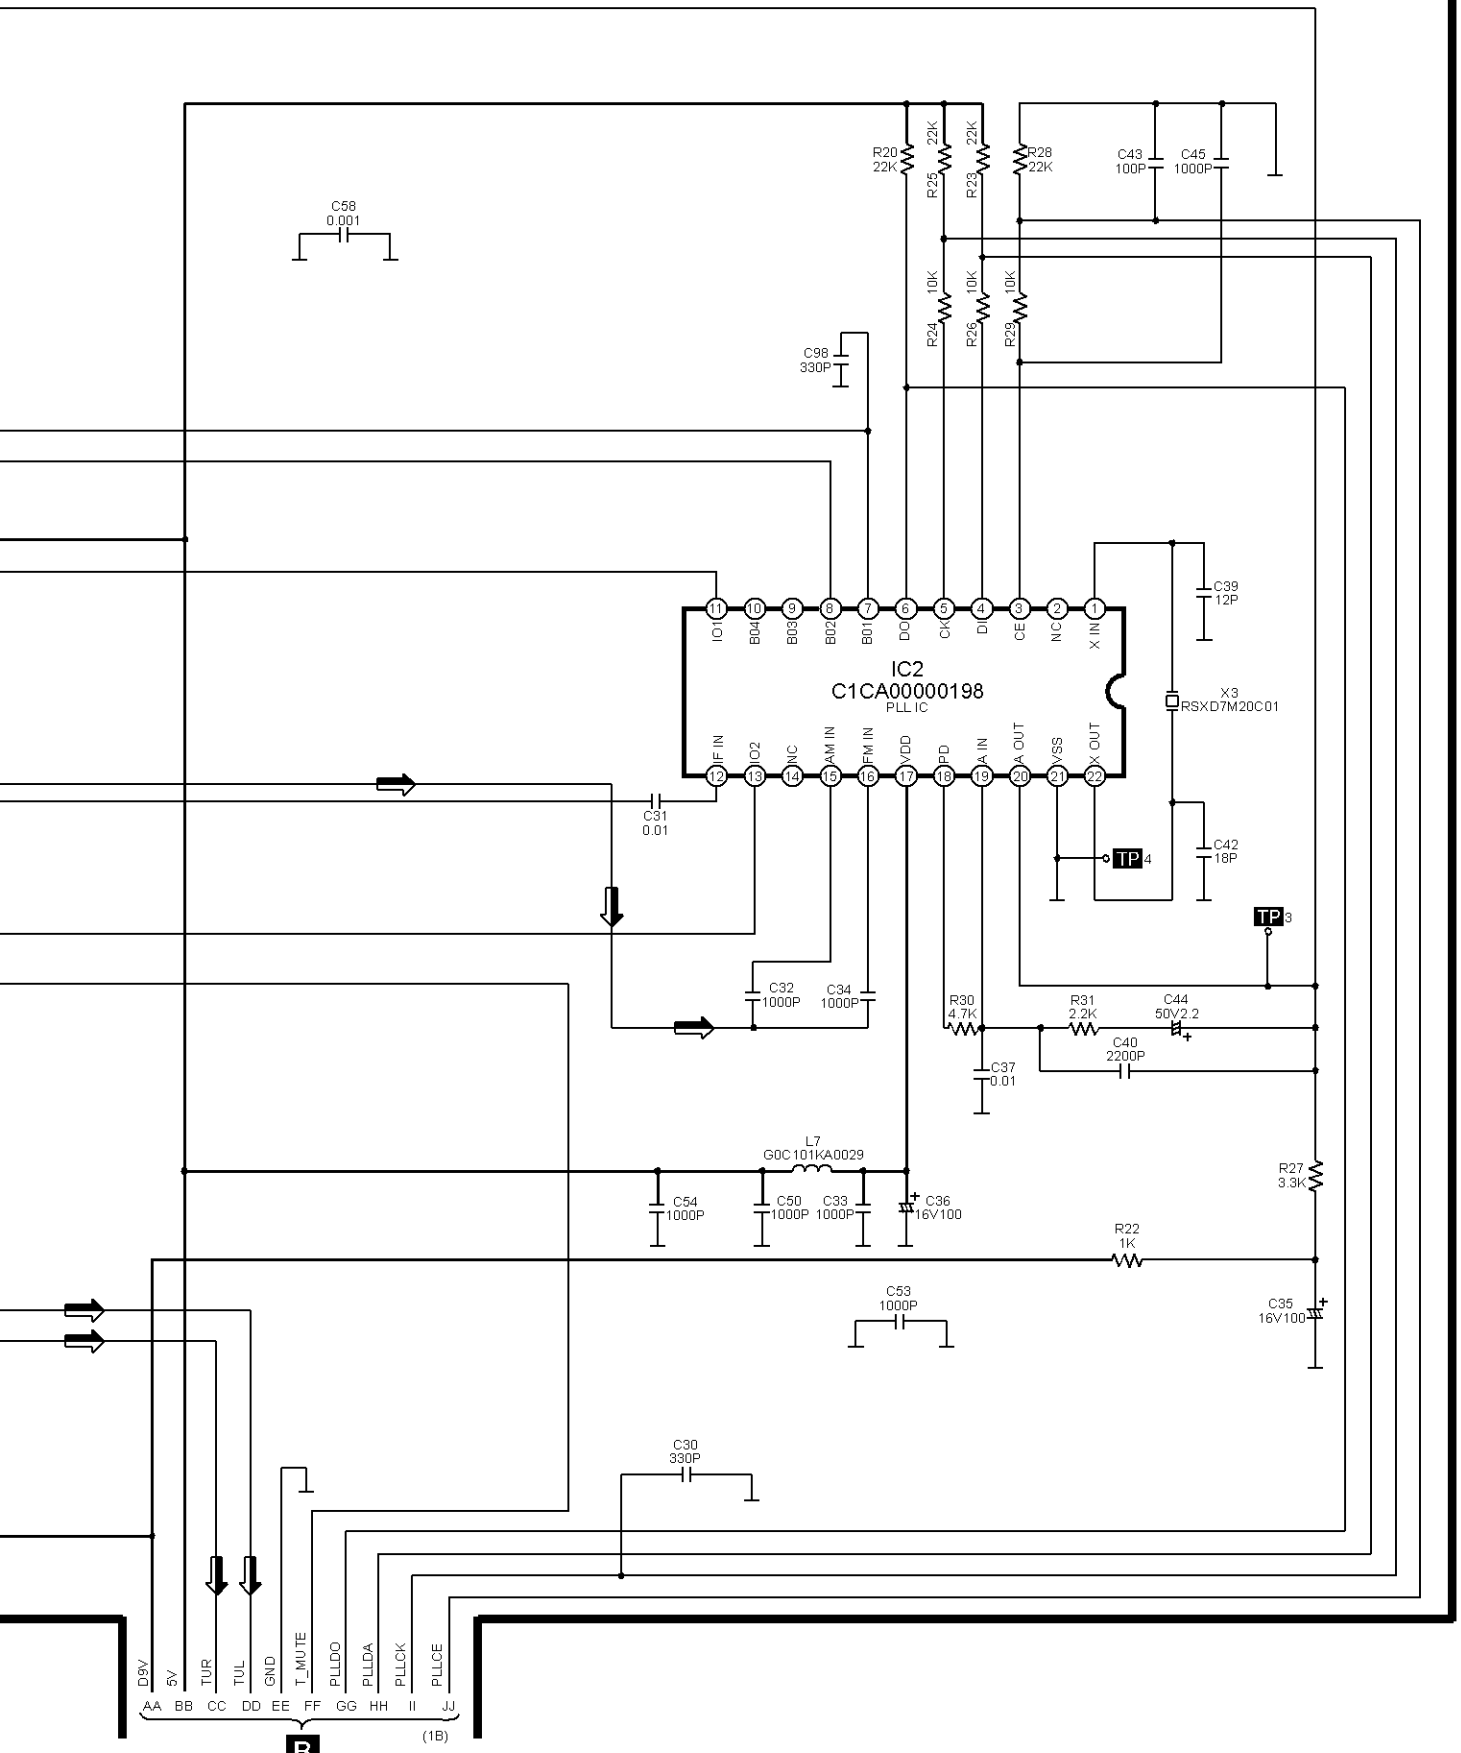 22K
22K
R20
22K
R28
22K
C43
100P
C45
1000P
R25
R23
C58
0.001
10K
10K
10K
R24
R26
R29
C98
330P
C39
12P
11
10
9
8
7
6
5
4
3
2
1
IO1
B04
B03
B02
B01
DO
CK
DI
CE
NC
X IN
IC2
C1CA00000198
PLL IC
X3
RSXD7M20C01
IF IN
IO2
NC
AM IN
FM IN
VDD
PD
A IN
A OUT
VSS
X OUT
12
13
14
15
16
17
18
19
20
21
22
C31
0.01
TP 4
C42
18P
TP 3
C32
1000P
C34
1000P
R30
4.7K
R31
2.2K
C44
50V2.2
+
C40
2200P
C37
0.01
L7
G0C101KA0029
R27
3.3K
C54
1000P
C50
1000P
C33
1000P
+
C36
16V100
R22
1K
C53
1000P
C35
16V100
+
C30
330P
D9V
5V
TUR
TUL
GND
T_MUTE
PLLDO
PLLDA
PLLCK
PLLCE
AA BB CC DD EE FF GG HH II JJ
(1B)
B